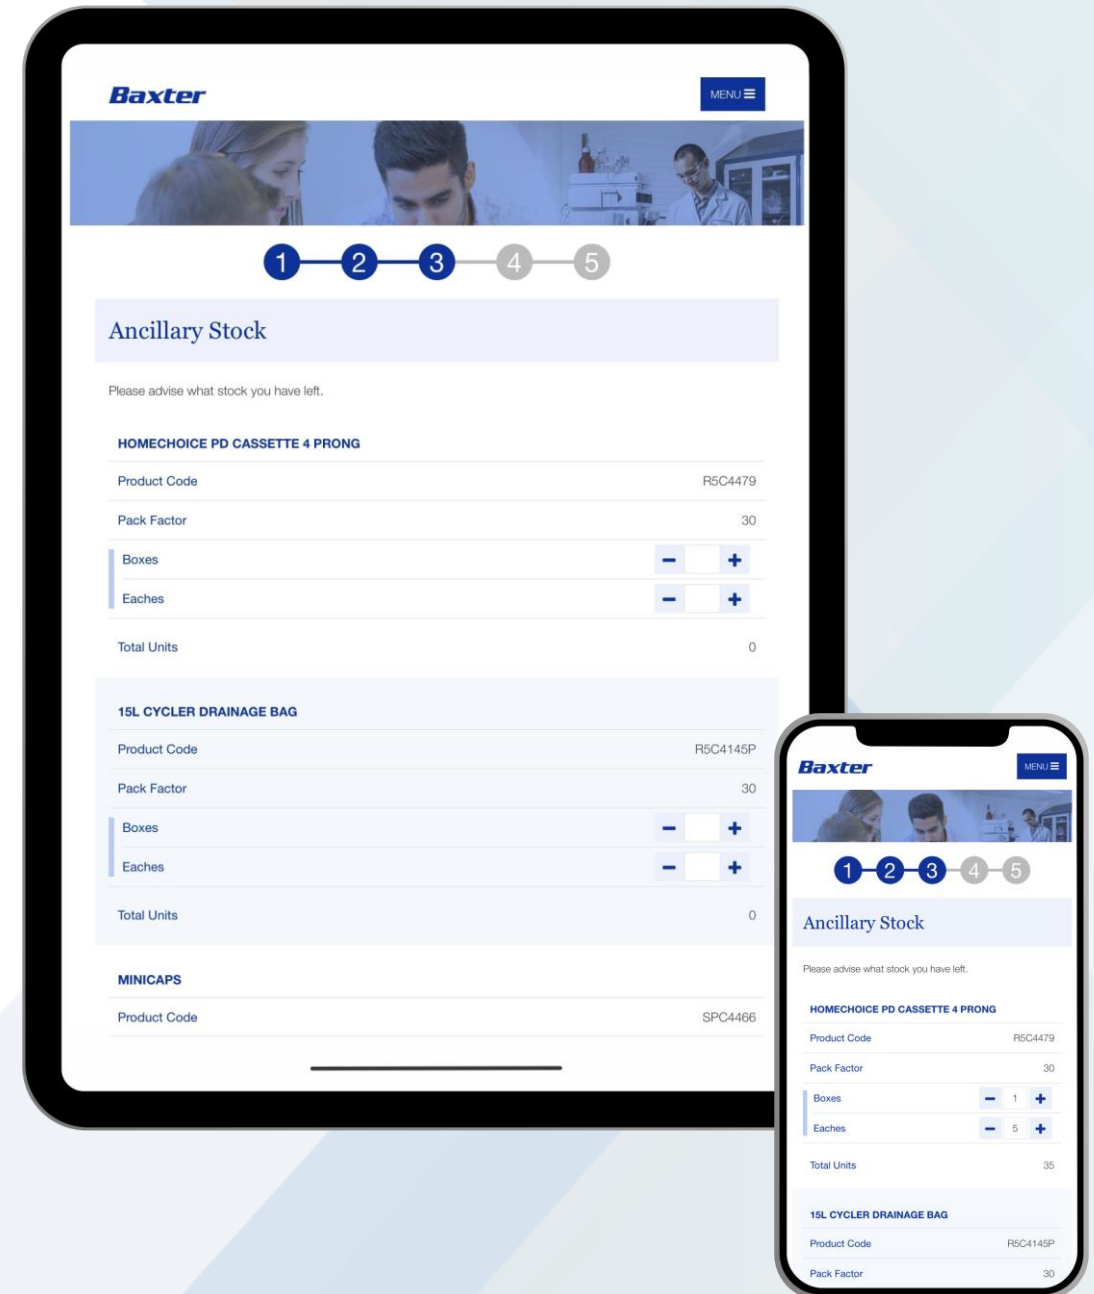 Baxter
MENU
1 2 3 4 5
Ancillary Stock
Please advise what stock you have left.
HOMECHOICE PD CASSETTE 4 PRONG
Product Code R5C4479
Pack Factor 30
Boxes − +
Eaches − +
Total Units 0
15L CYCLER DRAINAGE BAG
Product Code R5C4145P
Pack Factor 30
Boxes − +
Eaches − +
Total Units 0
MINICAPS
Product Code SPC4466
Baxter
MENU
1 2 3 4 5
Ancillary Stock
Please advise what stock you have left.
HOMECHOICE PD CASSETTE 4 PRONG
Product Code R5C4479
Pack Factor 30
Boxes − 1 +
Eaches − 5 +
Total Units 35
15L CYCLER DRAINAGE BAG
Product Code R5C4145P
Pack Factor 30